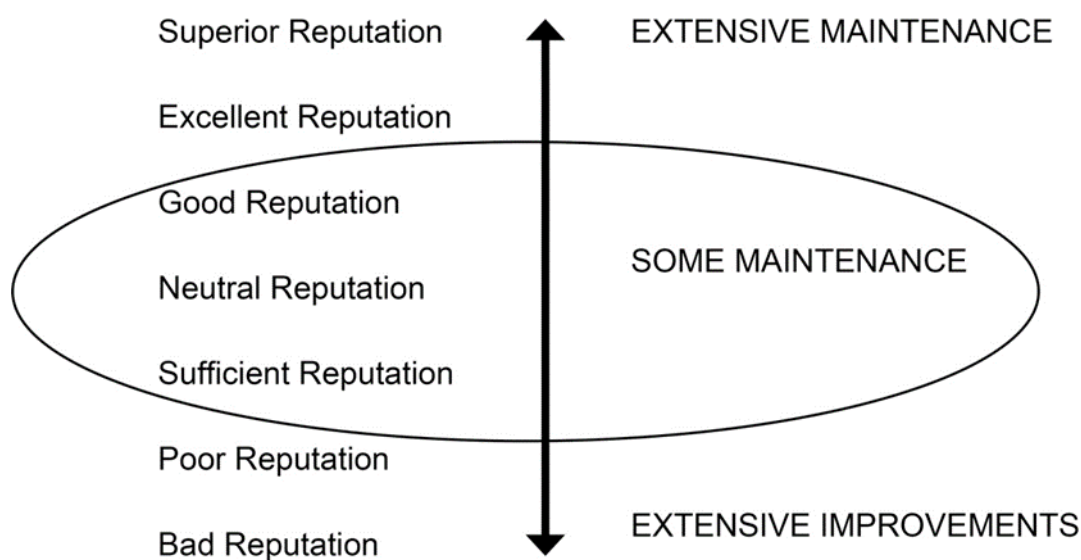 Superior Reputation
EXTENSIVE MAINTENANCE
Excellent Reputation
Good Reputation
SOME MAINTENANCE
Neutral Reputation
Sufficient Reputation
Poor Reputation
EXTENSIVE IMPROVEMENTS
Bad Reputation